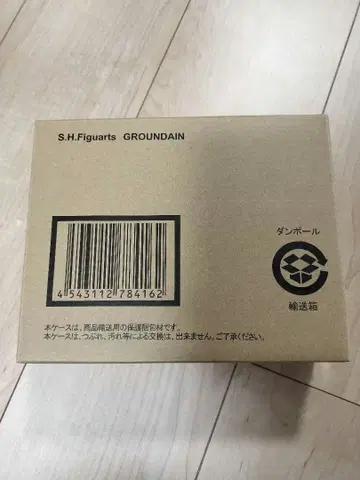 S.H.Figuarts GROUNDAIN
ダンボール
4 543112 784162
輸送箱
本ケースは、商品輸送用の保護梱包材です。
本ケースは、つぶれ、汚れ等による交換は、出来ません。ご了承ください。